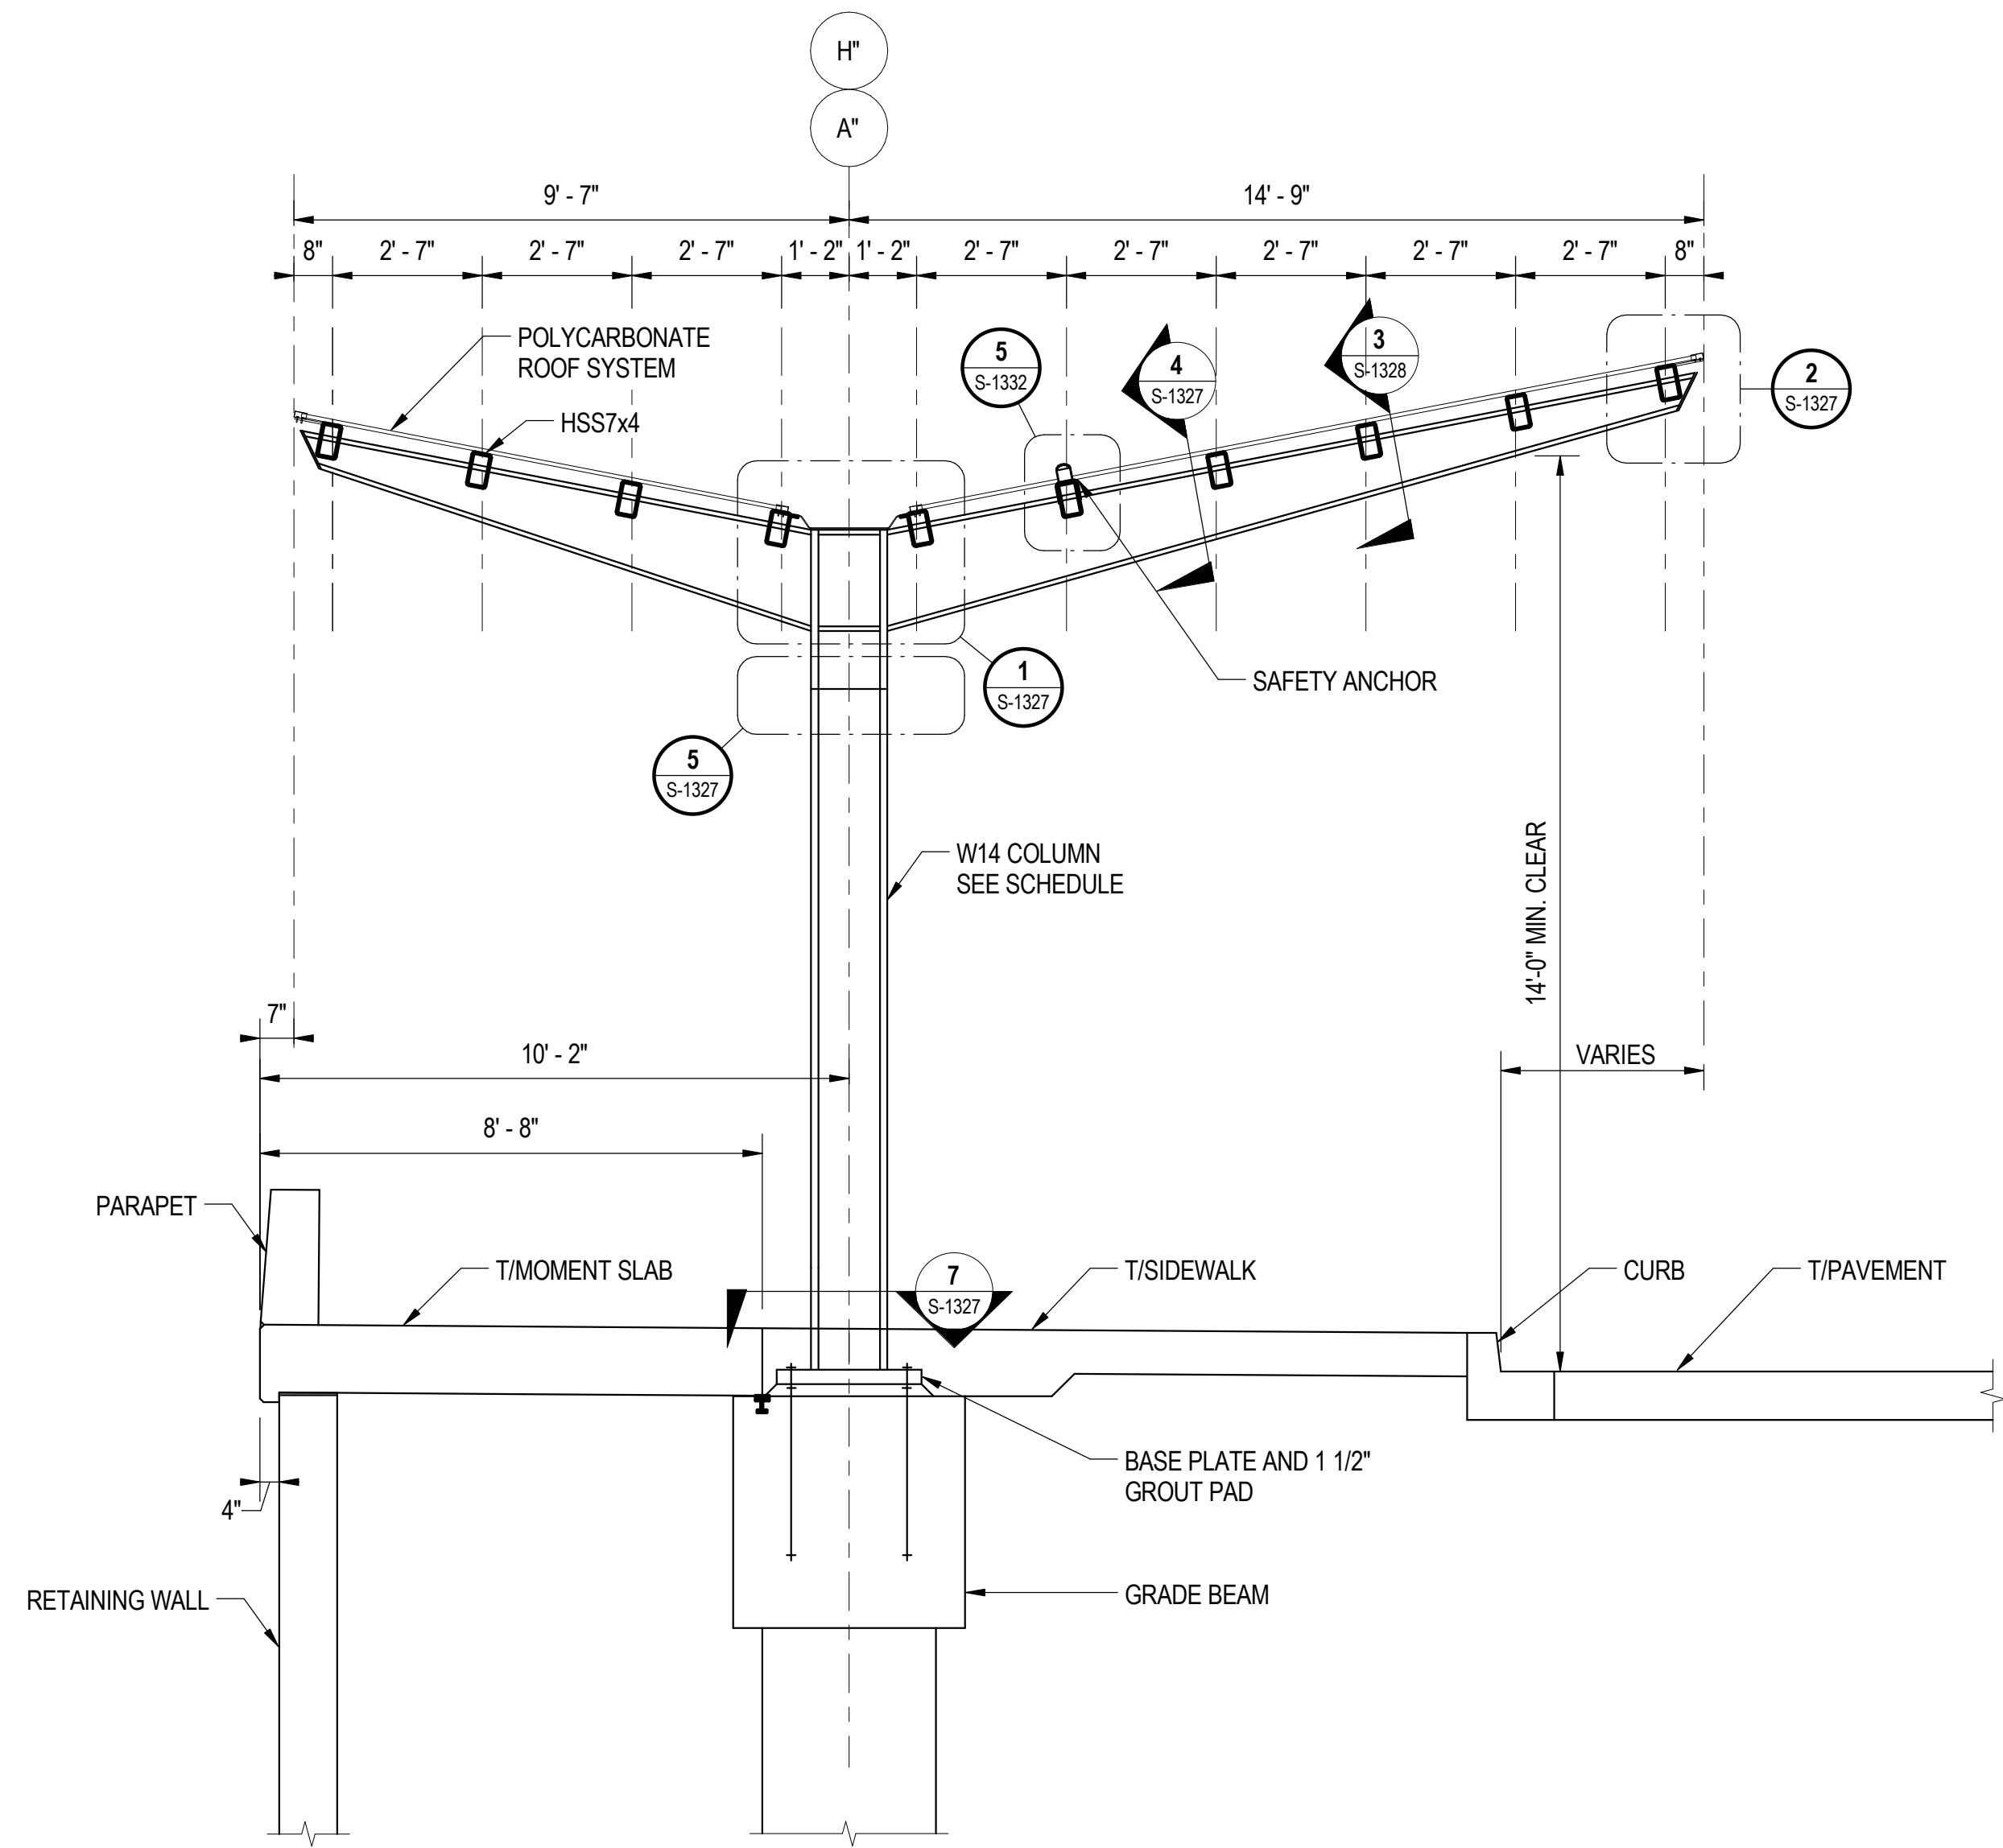 H"
A"
9' - 7"
14' - 9"
8"
2' - 7"
2' - 7"
2' - 7"
1' - 2"
1' - 2"
2' - 7"
2' - 7"
2' - 7"
2' - 7"
2' - 7"
8"
POLYCARBONATE
ROOF SYSTEM
HSS7x4
5
S-1332
4
S-1327
3
S-1328
2
S-1327
SAFETY ANCHOR
1
S-1327
5
S-1327
W14 COLUMN
SEE SCHEDULE
14'-0" MIN. CLEAR
7"
10' - 2"
VARIES
8' - 8"
PARAPET
T/MOMENT SLAB
7
S-1327
T/SIDEWALK
CURB
T/PAVEMENT
BASE PLATE AND 1 1/2"
GROUT PAD
4"
RETAINING WALL
GRADE BEAM